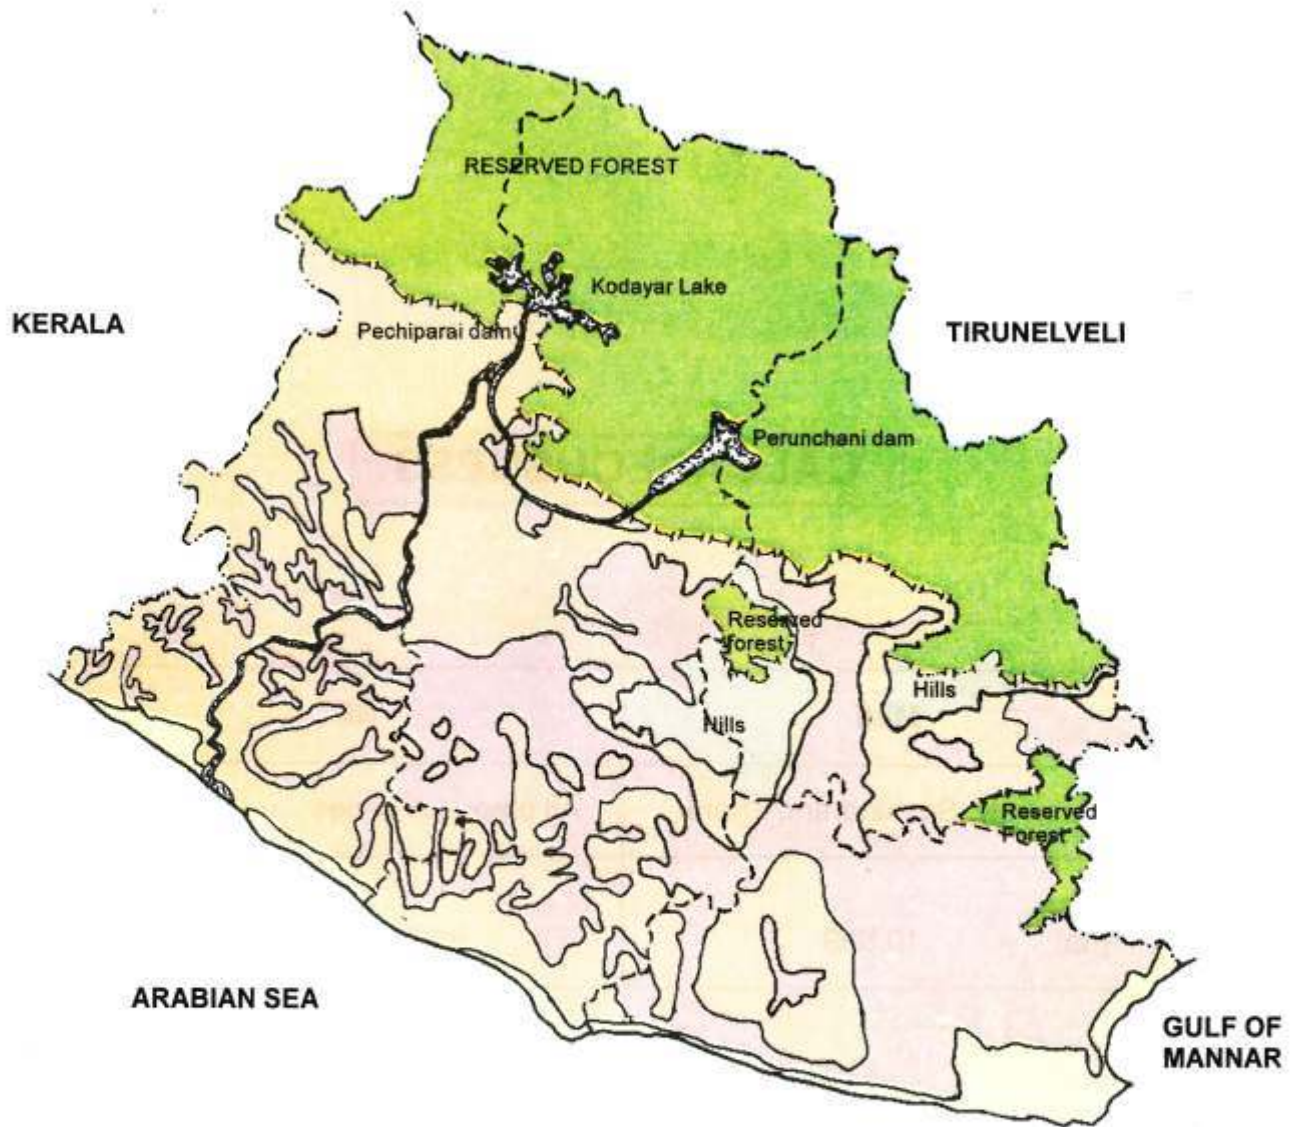 RESERVED FOREST
Kodayar Lake
KERALA
Pechiparai dam
TIRUNELVELI
Perunchani dam
Reserved
forest
Hills
Hills
Reserved
Forest
ARABIAN SEA
GULF OF
MANNAR